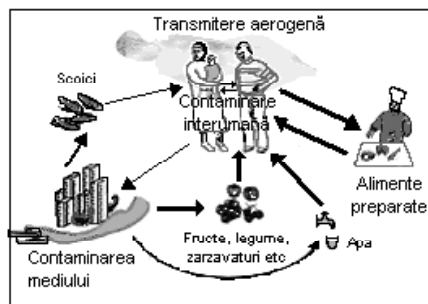 Transmitere aerogenă
Scoici
Contaminare
interumană
Alimente
preparate
Fructe, legume,
zarzavaturi etc
Apa
Contaminarea
mediului